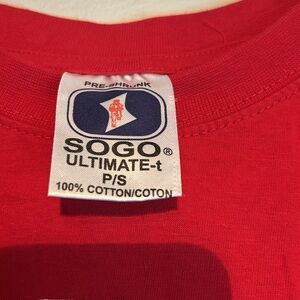 PRE-SHRUNK
SOGO®
ULTIMATE-t
P/S
100% COTTON/COTON